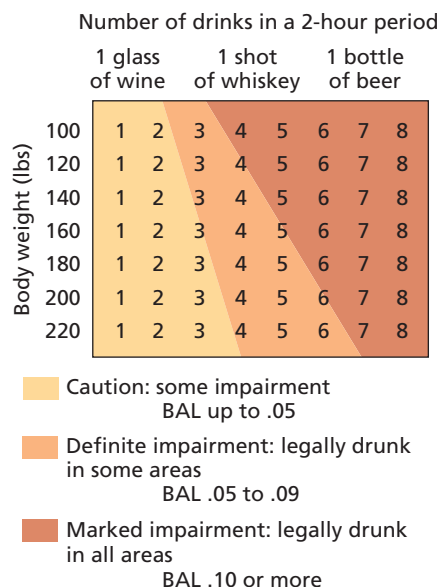 Number of drinks in a 2-hour period
1 glass of wine
1 shot of whiskey
1 bottle of beer
Body weight (lbs)
100 1 2 3 4 5 6 7 8
120 1 2 3 4 5 6 7 8
140 1 2 3 4 5 6 7 8
160 1 2 3 4 5 6 7 8
180 1 2 3 4 5 6 7 8
200 1 2 3 4 5 6 7 8
220 1 2 3 4 5 6 7 8
Caution: some impairment
BAL up to .05
Definite impairment: legally drunk
in some areas
BAL .05 to .09
Marked impairment: legally drunk
in all areas
BAL .10 or more